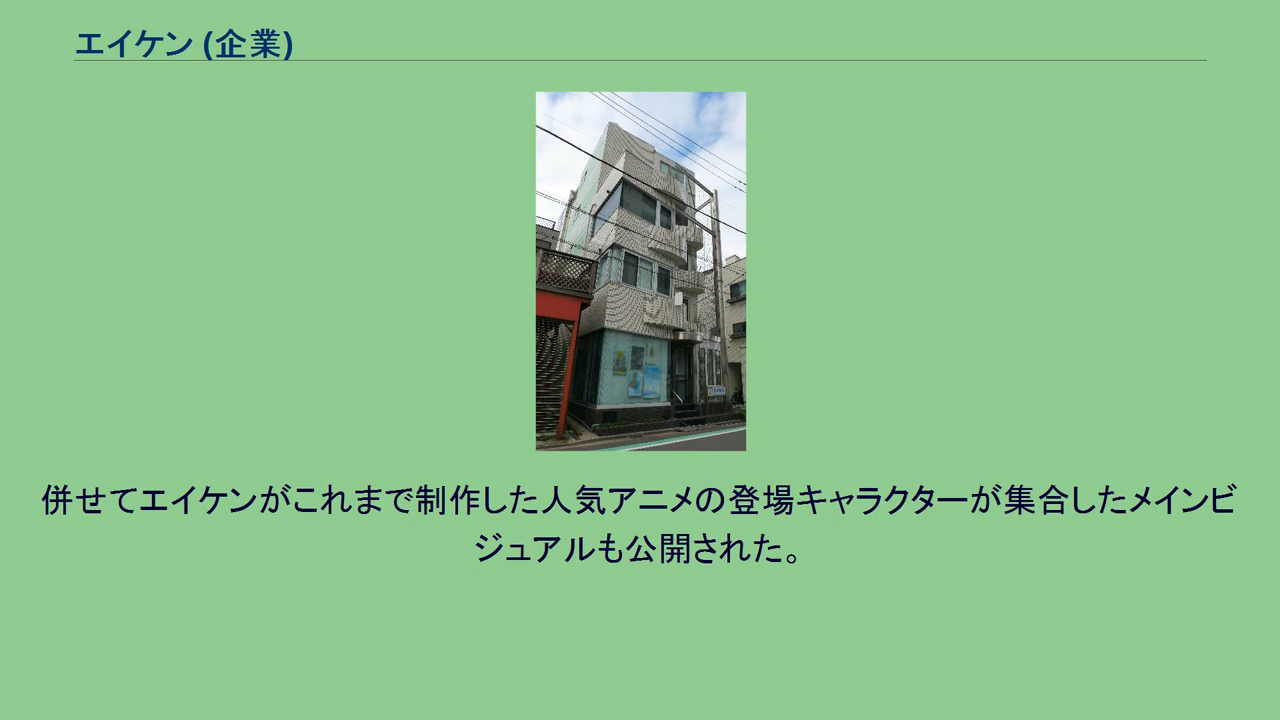 エイケン (企業)
併せてエイケンがこれまで制作した人気アニメの登場キャラクターが集合したメインビ
ジュアルも公開された。